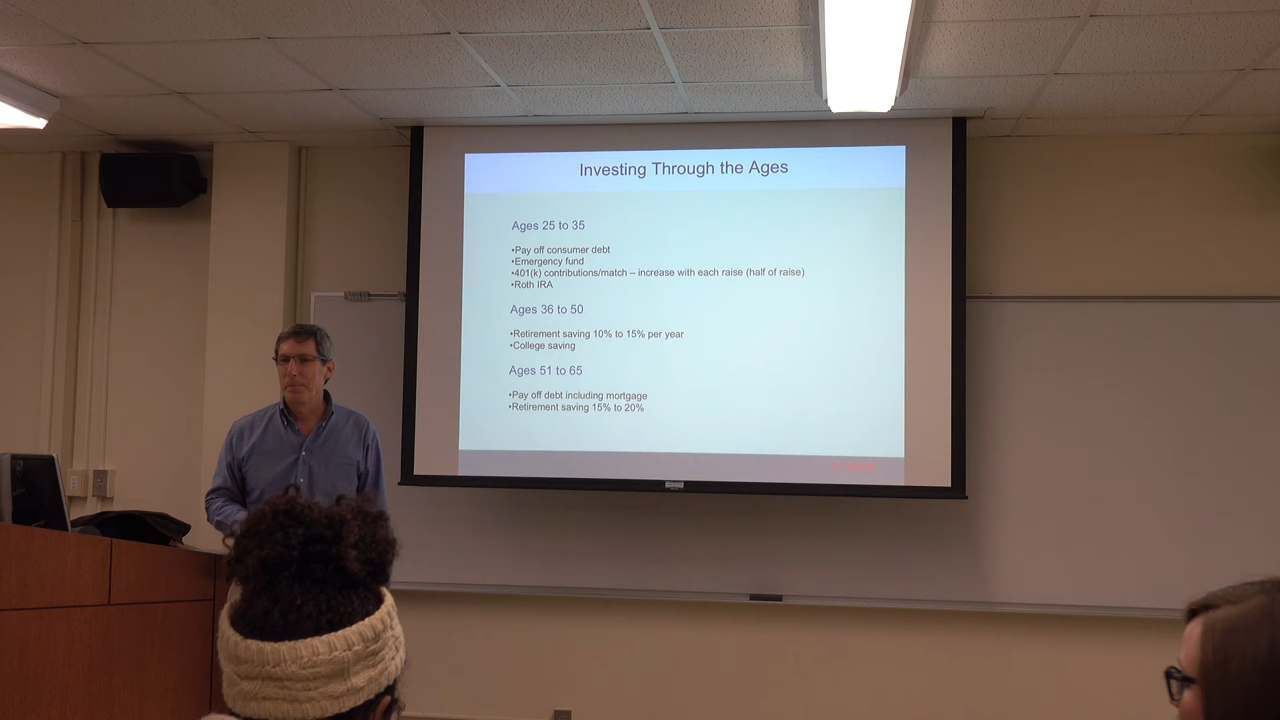 Investing Through the Ages
Ages 25 to 35
•Pay off consumer debt
•Emergency fund
•401(k) contributions/match – increase with each raise (half of raise)
•Roth IRA
Ages 36 to 50
•Retirement saving 10% to 15% per year
•College saving
Ages 51 to 65
•Pay off debt including mortgage
•Retirement saving 15% to 20%